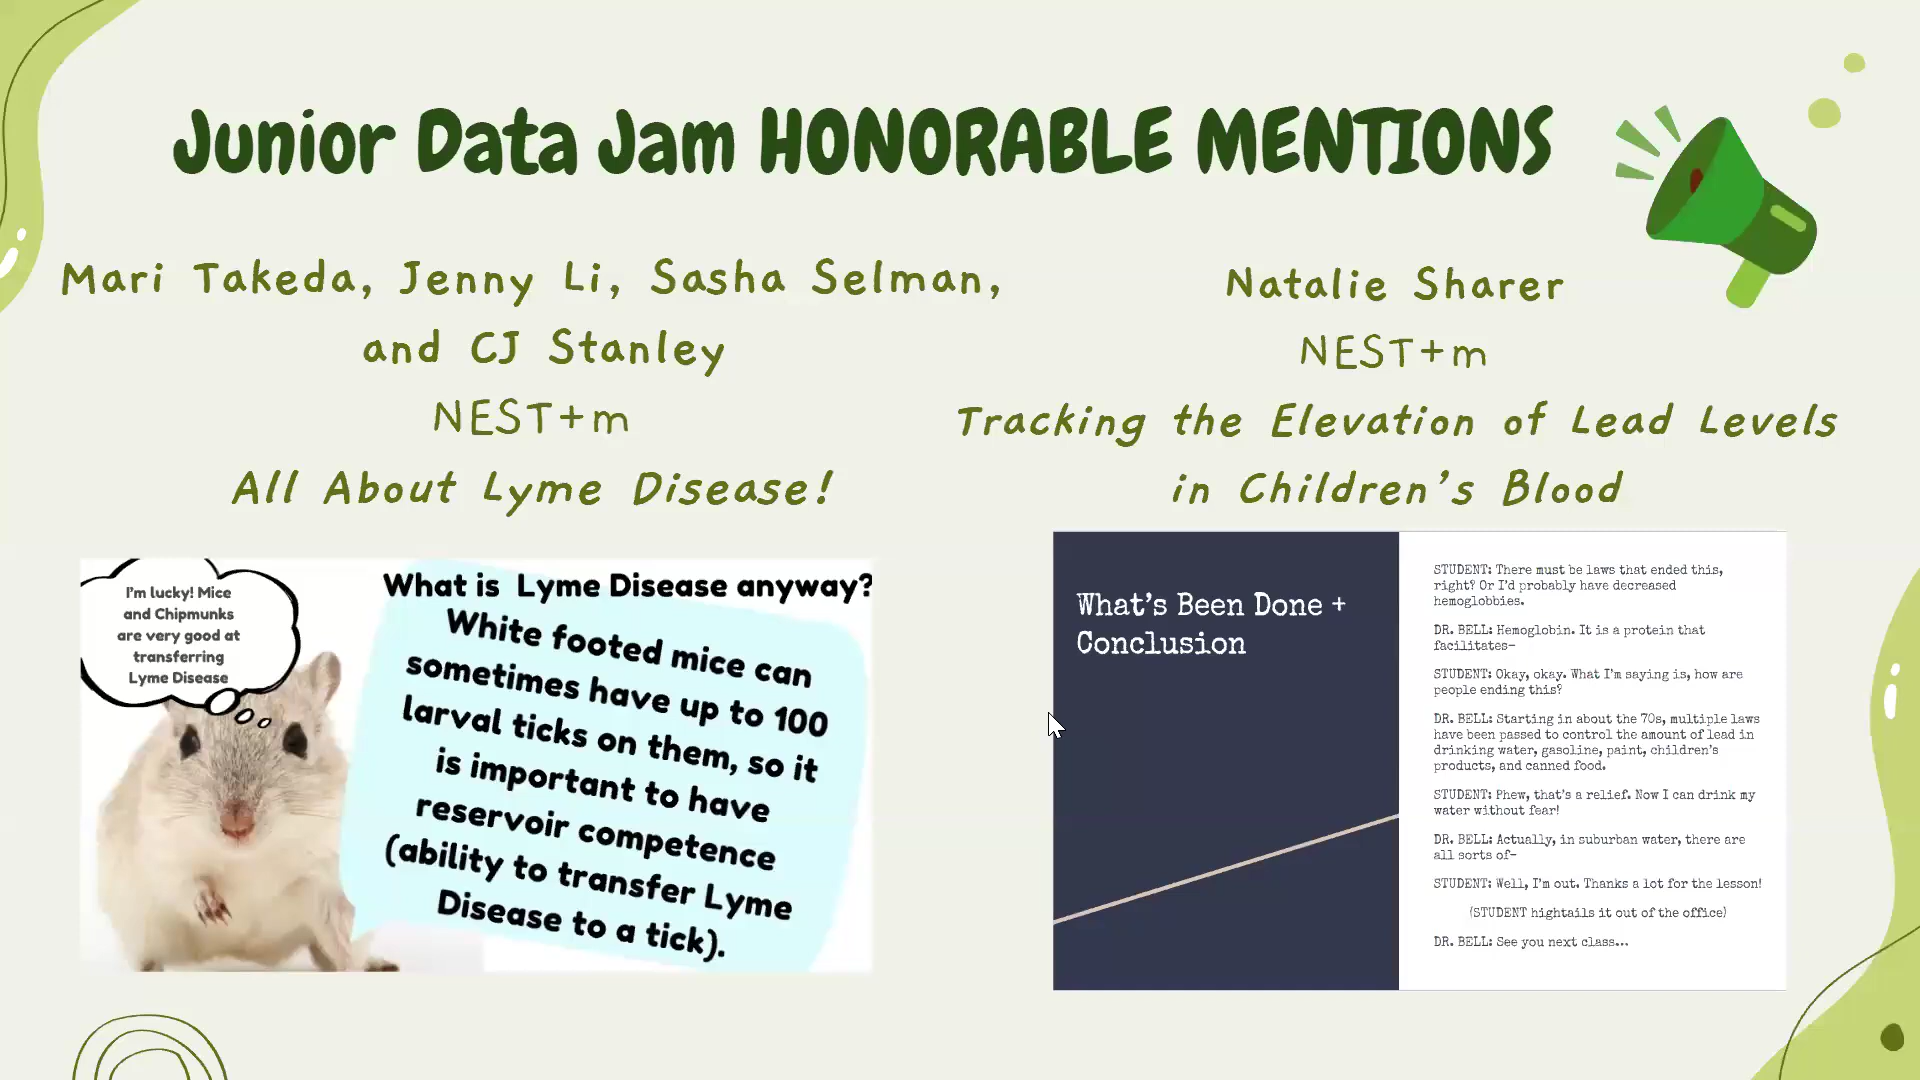 Junior Data Jam HONORABLE MENTIONS
Mari Takeda, Jenny Li, Sasha Selman,
and CJ Stanley
NEST+m
All About Lyme Disease!
Natalie Sharer
NEST+m
Tracking the Elevation of Lead Levels
in Children's Blood
I'm lucky! Mice
and Chipmunks
are very good at
transferring
Lyme Disease
What is Lyme Disease anyway?
White footed mice can
sometimes have up to 100
larval ticks on them, so it
is important to have
reservoir competence
(ability to transfer Lyme
Disease to a tick).
What's Been Done +
Conclusion
STUDENT: There must be laws that ended this,
right? Or I'd probably have decreased
hemoglobbies.
DR. BELL: Hemoglobin. It is a protein that
facilitates-
STUDENT: Okay, okay. What I'm saying is, how are
people ending this?
DR. BELL: Starting in about the 70s, multiple laws
have been passed to control the amount of lead in
drinking water, gasoline, paint, children's
products, and canned food.
STUDENT: Phew, that's a relief. Now I can drink my
water without fear!
DR. BELL: Actually, in suburban water, there are
all sorts of-
STUDENT: Well, I'm out. Thanks a lot for the lesson!
(STUDENT hightails it out of the office)
DR. BELL: See you next class...